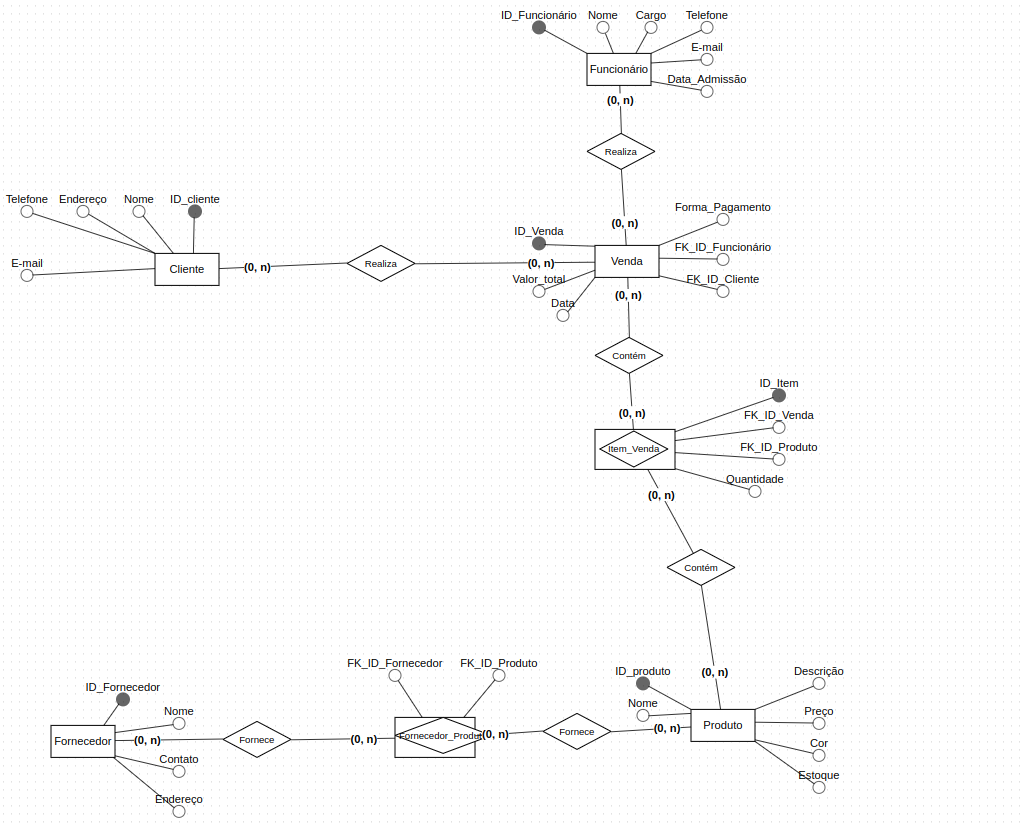 ID_Funcionário Nome Cargo Telefone
E-mail
Funcionário
Data_Admissão
(0, n)
Realiza
Telefone Endereço Nome ID_cliente
Forma_Pagamento
(0, n)
ID_Venda
FK_ID_Funcionário
E-mail
Cliente
(0, n)
Realiza
(0, n)
Venda
Valor_total
FK_ID_Cliente
(0, n)
Data
Contém
ID_Item
(0, n)
FK_ID_Venda
Item_Venda
FK_ID_Produto
Quantidade
(0, n)
Contém
FK_ID_Fornecedor FK_ID_Produto
(0, n)
ID_produto
Descrição
ID_Fornecedor
Nome
Nome
Preço
Produto
Fornecedor
(0, n)
Fornece
(0, n)
(0, n)
Fornece
(0, n)
Cor
Contato
Estoque
Endereço